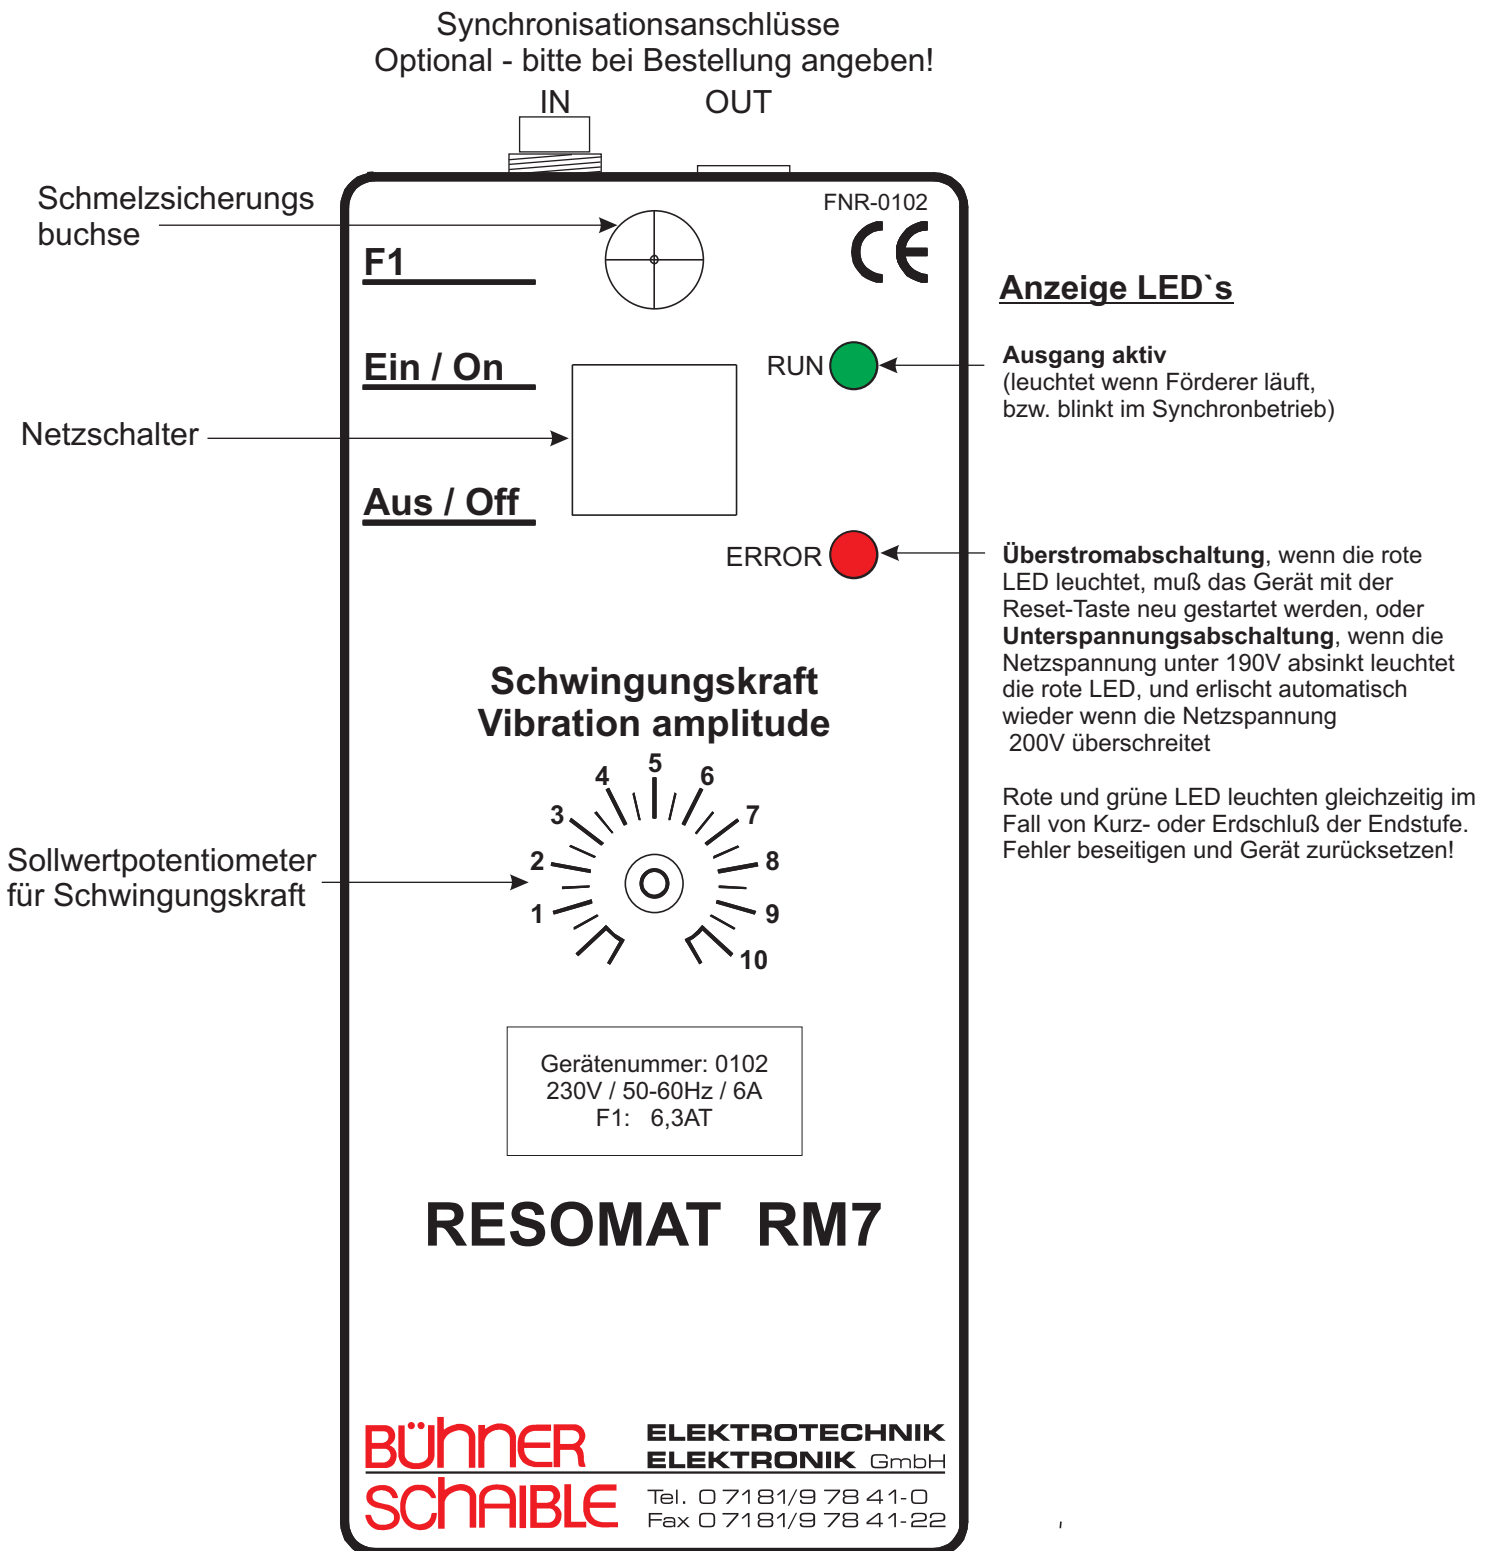 Synchronisationsanschlüsse
Optional - bitte bei Bestellung angeben!
IN OUT
Schmelzsicherungs
buchse
FNR-0102
CE
F1
Anzeige LED`s
Ein / On
RUN
Ausgang aktiv
(leuchtet wenn Förderer läuft,
bzw. blinkt im Synchronbetrieb)
Netzschalter
Aus / Off
ERROR
Überstromabschaltung, wenn die rote
LED leuchtet, muß das Gerät mit der
Reset-Taste neu gestartet werden, oder
Unterspannungsabschaltung, wenn die
Netzspannung unter 190V absinkt leuchtet
die rote LED, und erlischt automatisch
wieder wenn die Netzspannung
200V überschreitet
Rote und grüne LED leuchten gleichzeitig im
Fall von Kurz- oder Erdschluß der Endstufe.
Fehler beseitigen und Gerät zurücksetzen!
Schwingungskraft
Vibration amplitude
1 2 3 4 5 6 7 8 9 10
Sollwertpotentiometer
für Schwingungskraft
Gerätenummer: 0102
230V / 50-60Hz / 6A
F1: 6,3AT
RESOMAT RM7
BÜHNER
SCHAIBLE
ELEKTROTECHNIK
ELEKTRONIK GmbH
Tel. 0 7181/9 78 41-0
Fax 0 7181/9 78 41-22